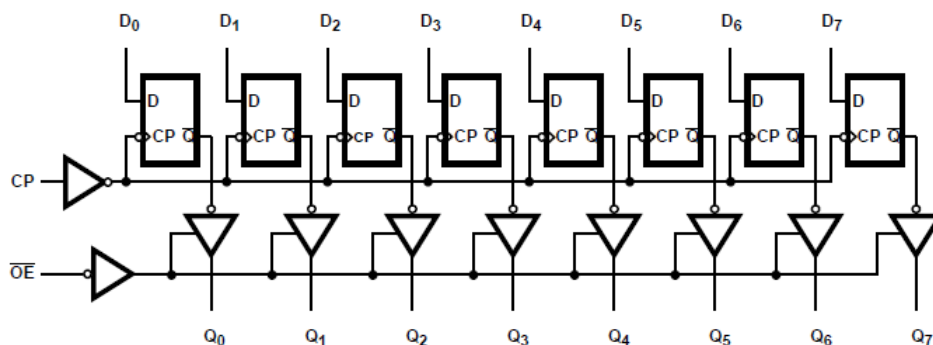 D0 D1 D2 D3 D4 D5 D6 D7
D D D D D D D D
CP Q̅ CP Q̅ CP Q̅ CP Q̅ CP Q̅ CP Q̅ CP Q̅ CP Q̅
CP
O̅E̅
Q0 Q1 Q2 Q3 Q4 Q5 Q6 Q7